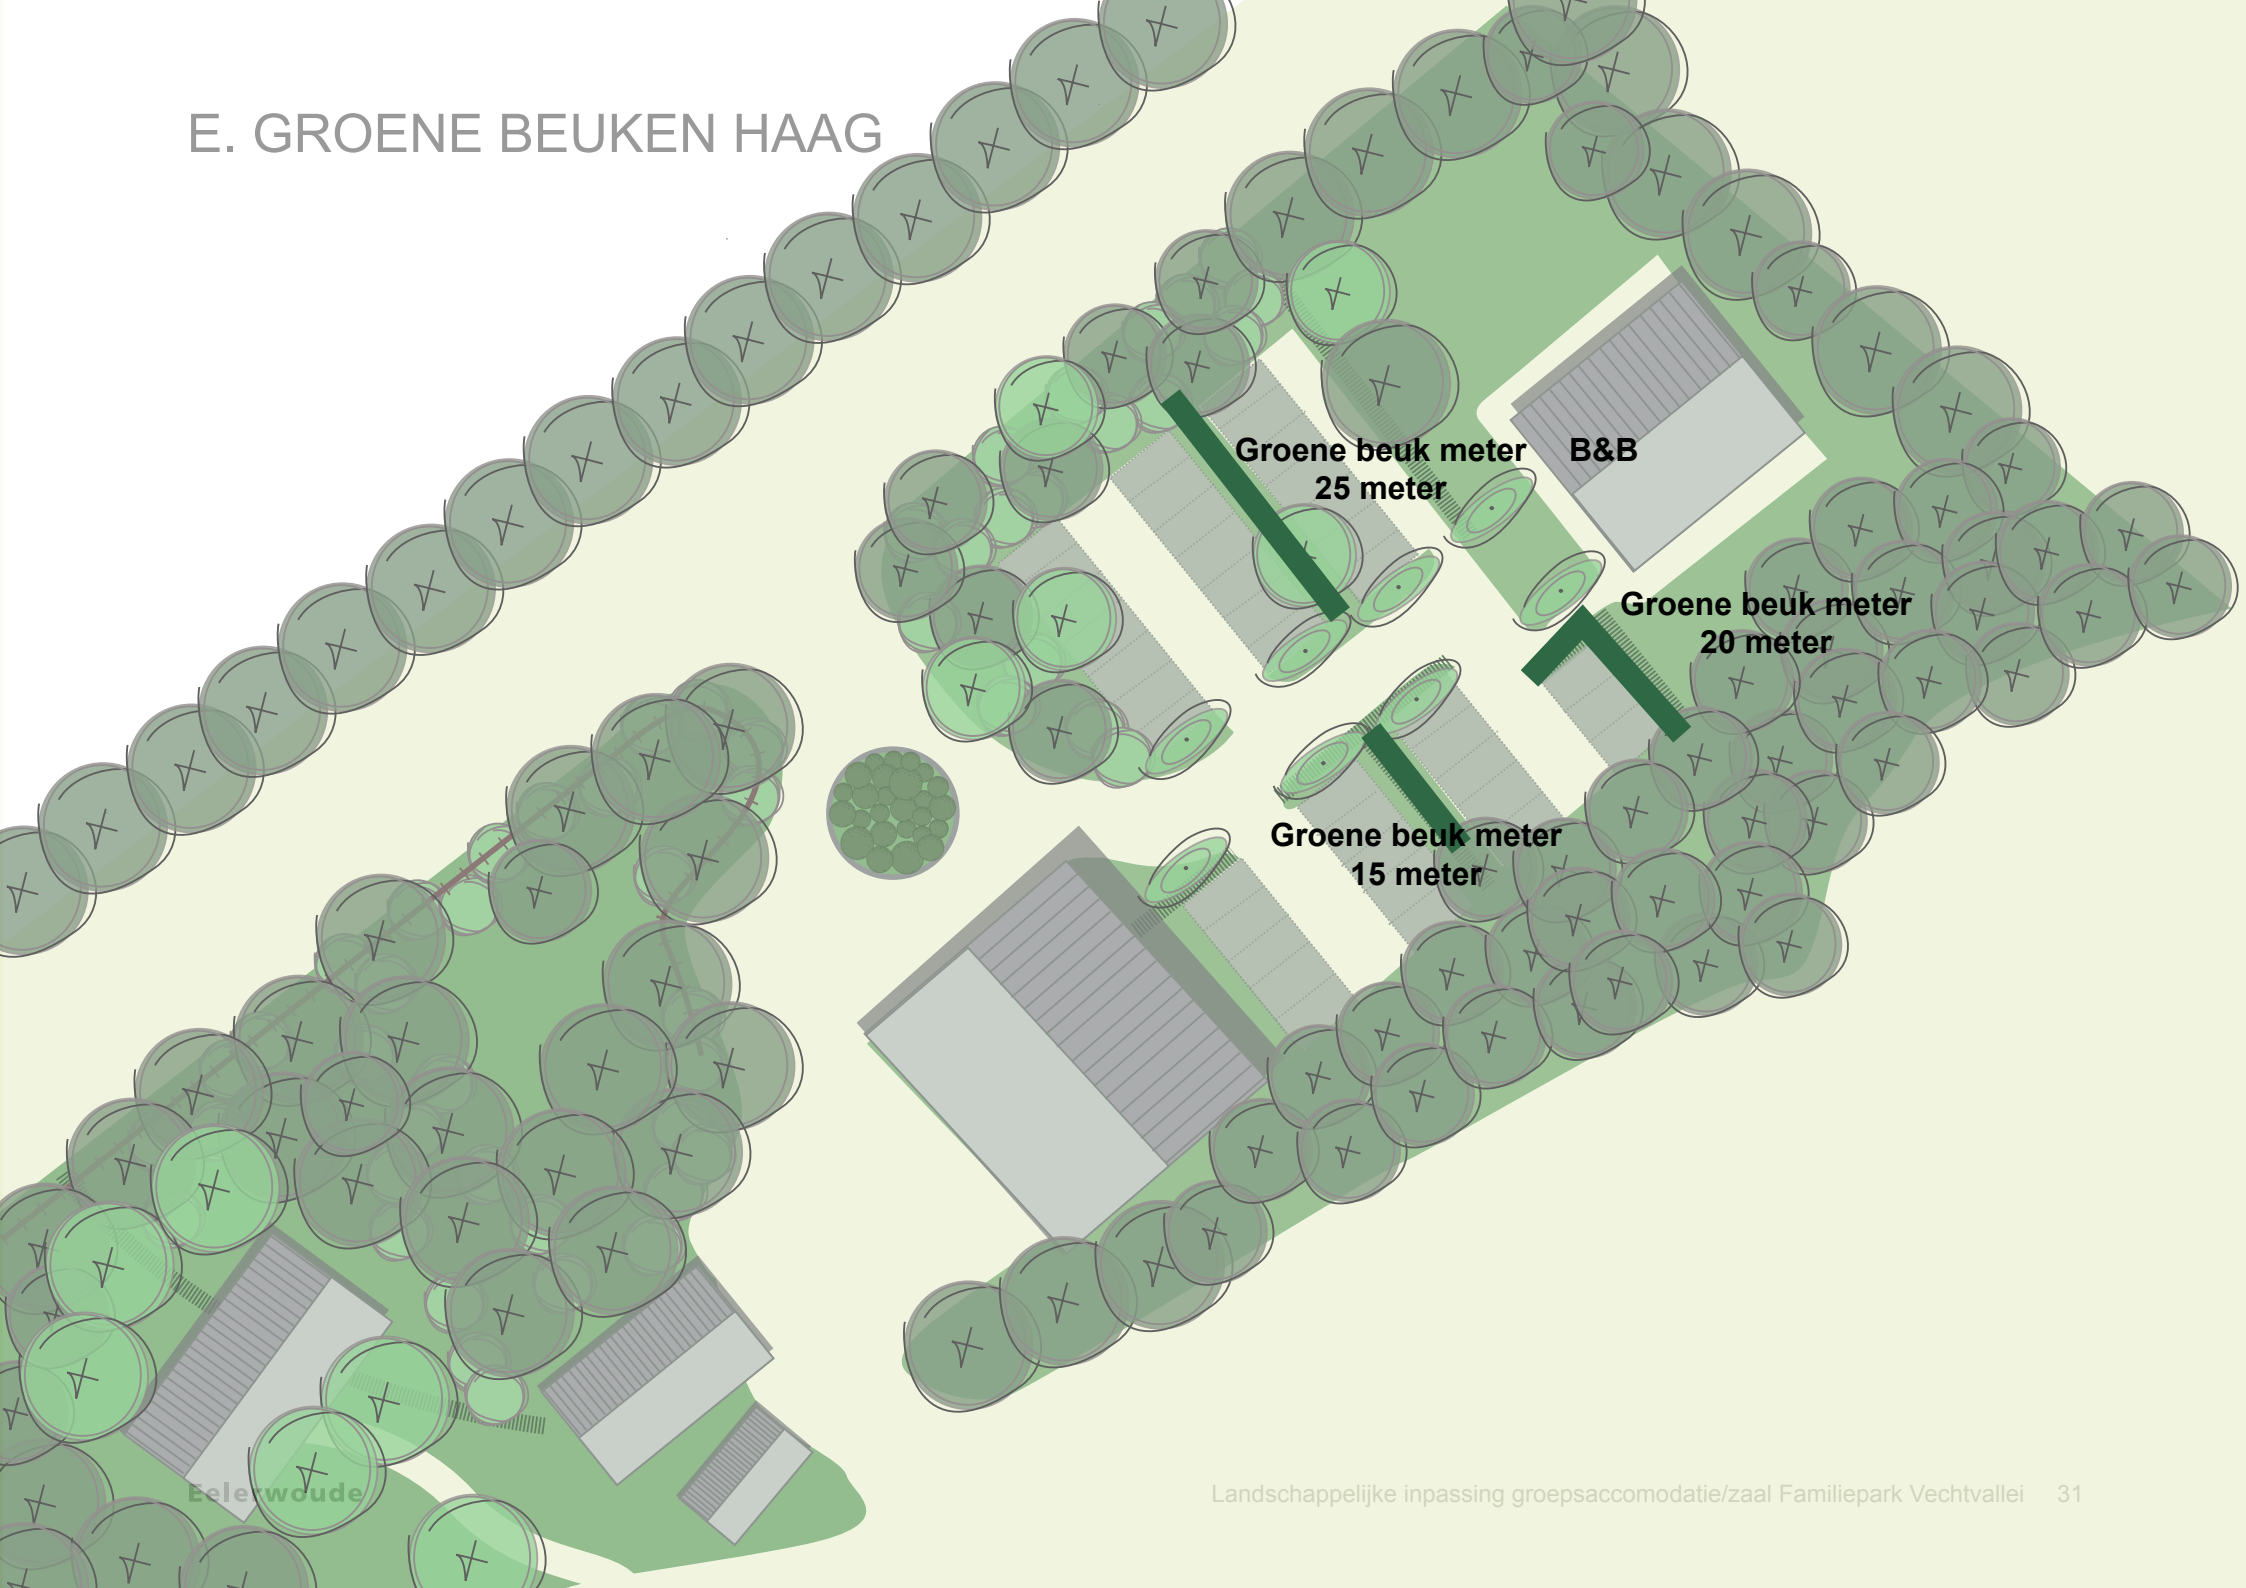 E. GROENE BEUKEN HAAG
Groene beuk meter
25 meter
B&B
Groene beuk meter
20 meter
Groene beuk meter
15 meter
Eelerwoude
Landschappelijke inpassing groepsaccomodatie/zaal Familiepark Vechtvallei 31